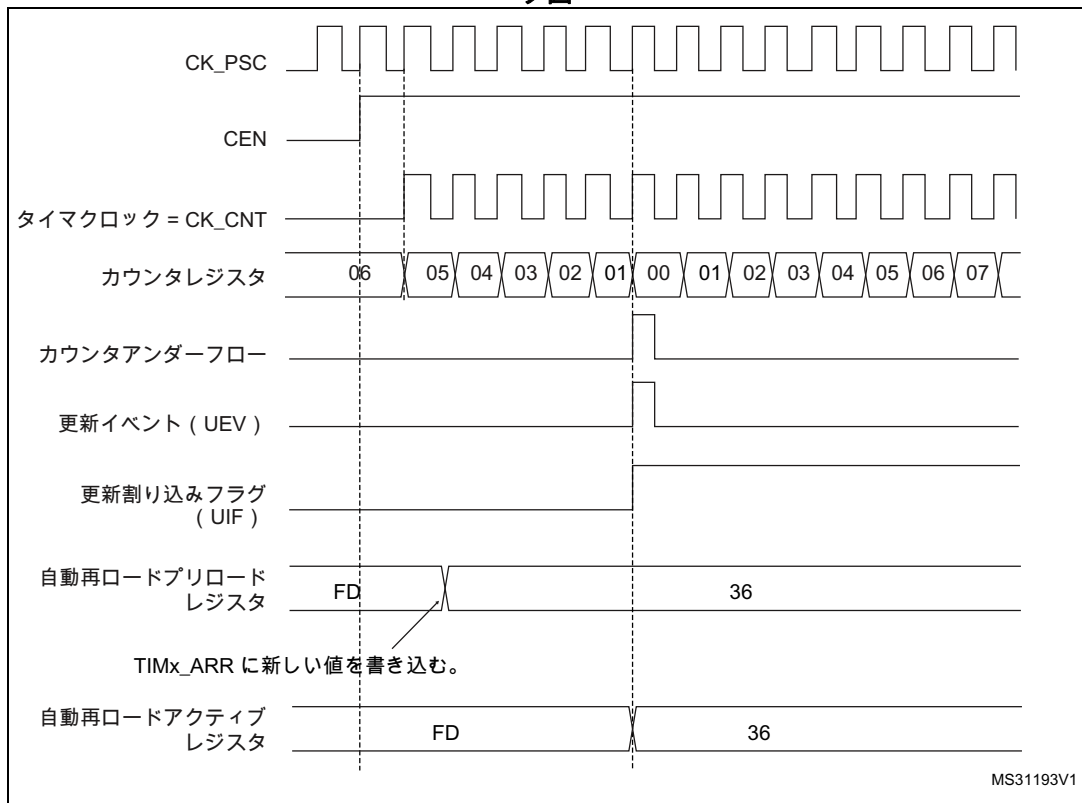 CK_PSC
CEN
タイマクロック = CK_CNT
カウンタレジスタ
06 05 04 03 02 01 00 01 02 03 04 05 06 07
カウンタアンダーフロー
更新イベント ( UEV )
更新割り込みフラグ
( UIF )
自動再ロードプリロード
レジスタ
FD 36
TIMx_ARR に新しい値を書き込む。
自動再ロードアクティブ
レジスタ
FD 36
MS31193V1